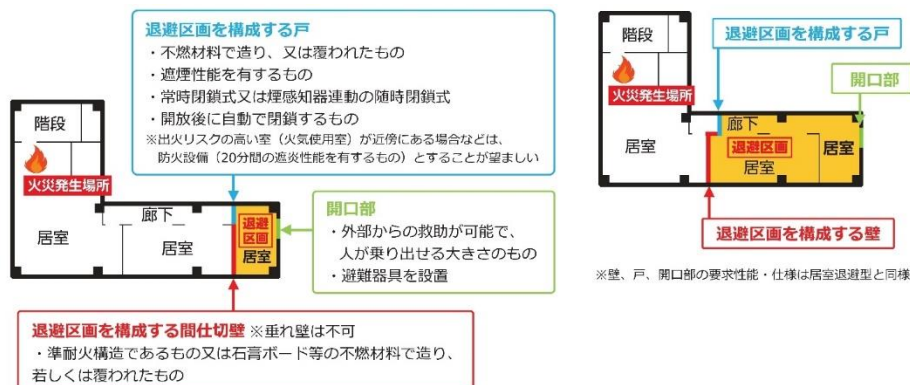 退避区画を構成する戸
・不燃材料で造り、又は覆われたもの
・遮煙性能を有するもの
・常時閉鎖式又は煙感知器連動の随時閉鎖式
・開放後に自動で閉鎖するもの
※出火リスクの高い室（火気使用室）が近傍にある場合などは、
防火設備（20分間の遮炎性能を有するもの）とすることが望ましい
階段
火災発生場所
居室
廊下
居室
退避
区画
居室
開口部
・外部からの救助が可能で、
人が乗り出せる大きさのもの
・避難器具を設置
退避区画を構成する間仕切壁 ※垂れ壁は不可
・準耐火構造であるもの又は石膏ボード等の不燃材料で造り、
若しくは覆われたもの
階段
火災発生場所
居室
退避区画を構成する戸
開口部
廊下
退避区画
居室
居室
退避区画を構成する壁
※壁、戸、開口部の要求性能・仕様は居室退避型と同様